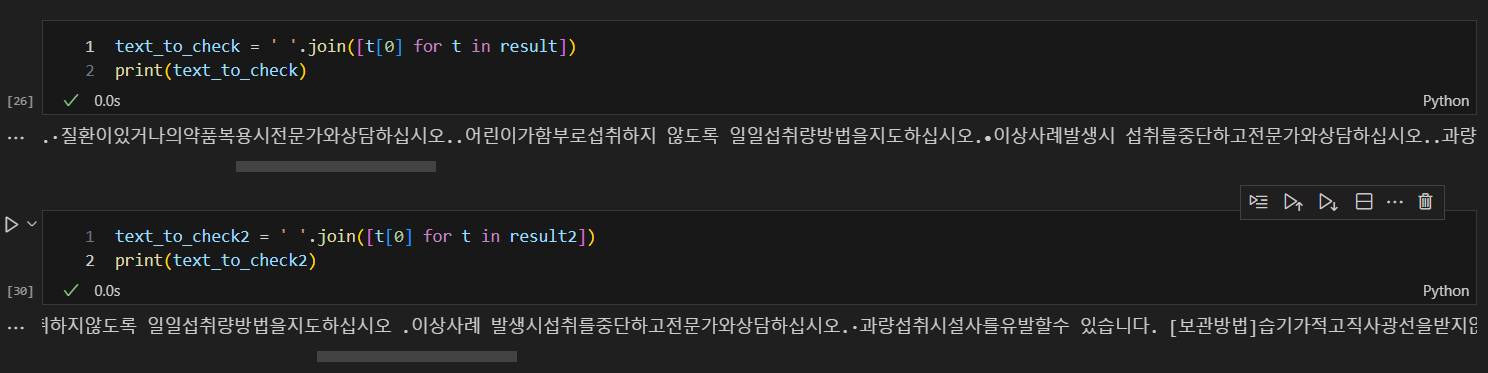 1 text_to_check = ' '.join([t[0] for t in result])
2 print(text_to_check)
[26] 0.0s Python
... .·질환이있거나의약품복용시전문가와상담하십시오..어린이가함부로섭취하지 않도록 일일섭취량방법을지도하십시오.•이상사례발생시 섭취를중단하고전문가와상담하십시오..과량
1 text_to_check2 = ' '.join([t[0] for t in result2])
2 print(text_to_check2)
[30] 0.0s Python
... 하지않도록 일일섭취량방법을지도하십시오 .이상사례 발생시섭취를중단하고전문가와상담하십시오.·과량섭취시설사를유발할수 있습니다. [보관방법]습기가적고직사광선을받지